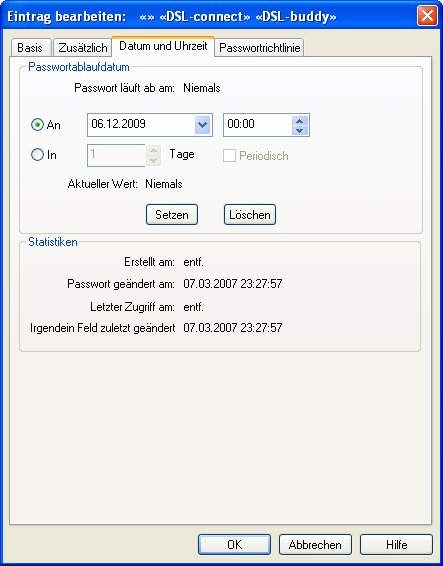 Eintrag bearbeiten: «» «DSL-connect» «DSL-buddy»
Basis Zusätzlich Datum und Uhrzeit Passwortrichtlinie
Passwortablaufdatum
Passwort läuft ab am: Niemals
An 06.12.2009 00:00
In 1 Tage Periodisch
Aktueller Wert: Niemals
Setzen Löschen
Statistiken
Erstellt am: entf.
Passwort geändert am: 07.03.2007 23:27:57
Letzter Zugriff am: entf.
Irgendein Feld zuletzt geändert 07.03.2007 23:27:57
OK Abbrechen Hilfe